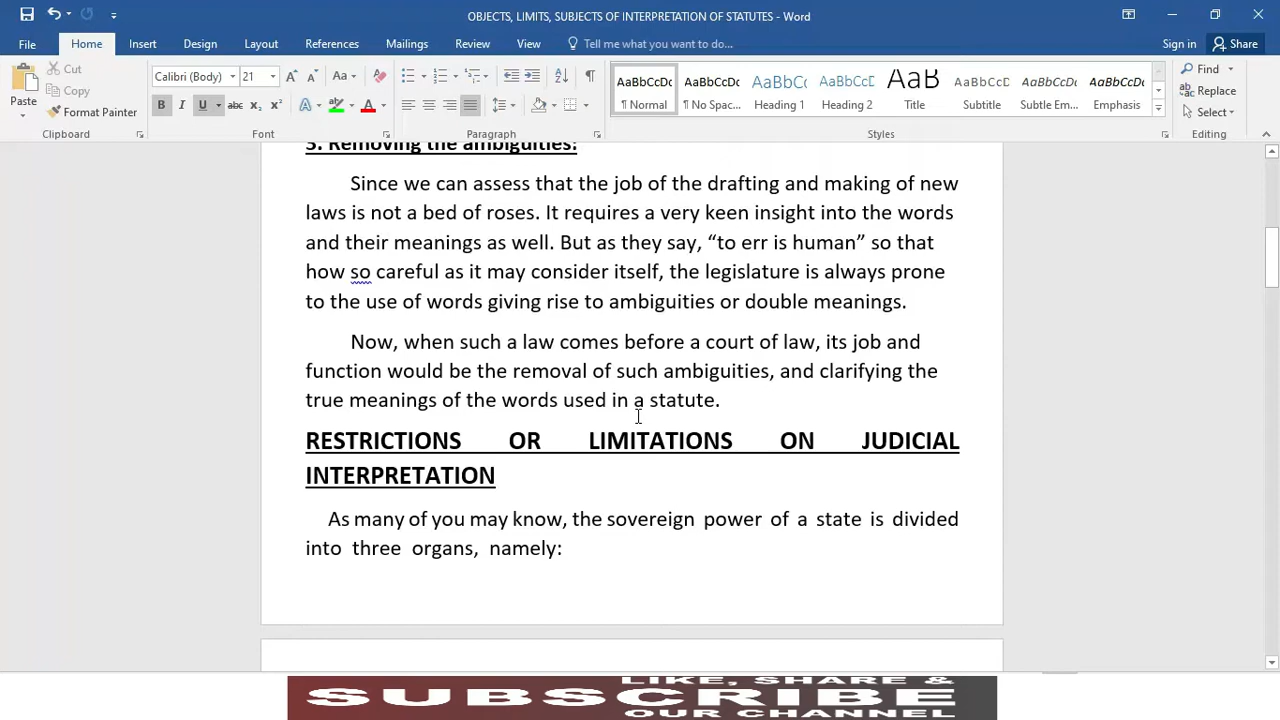 OBJECTS, LIMITS, SUBJECTS OF INTERPRETATION OF STATUTES - Word
File Home Insert Design Layout References Mailings Review View Tell me what you want to do... Sign in Share
Paste Cut Copy Format Painter
Clipboard
Calibri (Body) 21
Font
Paragraph
AaBbCcDc AaBbCcDc AaBbCc AaBbCcE AaB AaBbCcD AaBbCcDc AaBbCcDc
¶ Normal ¶ No Spac... Heading 1 Heading 2 Title Subtitle Subtle Em... Emphasis
Styles
Find
Replace
Select
Editing
3. Removing the ambiguities:
Since we can assess that the job of the drafting and making of new
laws is not a bed of roses. It requires a very keen insight into the words
and their meanings as well. But as they say, “to err is human” so that
how so careful as it may consider itself, the legislature is always prone
to the use of words giving rise to ambiguities or double meanings.
Now, when such a law comes before a court of law, its job and
function would be the removal of such ambiguities, and clarifying the
true meanings of the words used in a statute.
RESTRICTIONS OR LIMITATIONS ON JUDICIAL
INTERPRETATION
As many of you may know, the sovereign power of a state is divided
into three organs, namely:
LIKE, SHARE &
SUBSCRIBE
OUR CHANNEL